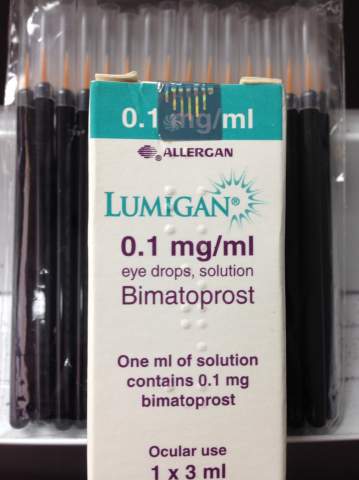 0.1 mg/ml
ALLERGAN
LUMIGAN®
0.1 mg/ml
eye drops, solution
Bimatoprost
One ml of solution
contains 0.1 mg
bimatoprost
Ocular use
1 x 3 ml